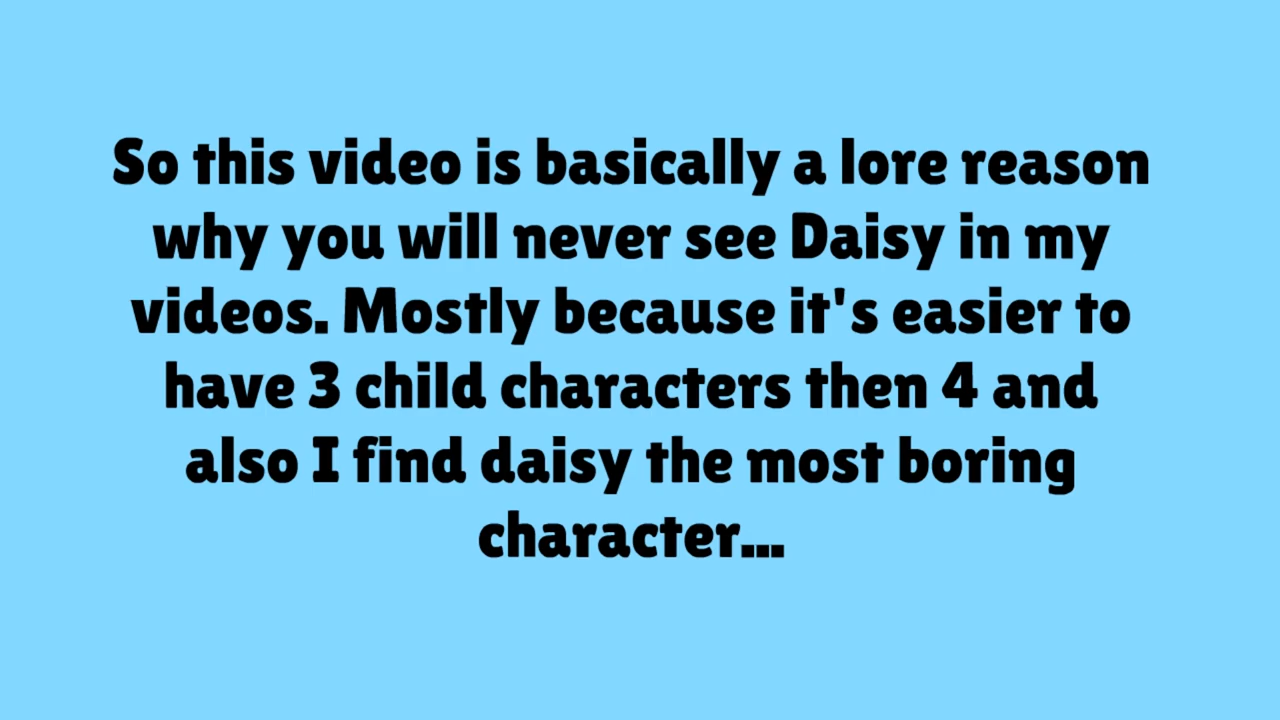 So this video is basically a lore reason
why you will never see Daisy in my
videos. Mostly because it's easier to
have 3 child characters then 4 and
also I find daisy the most boring
character...